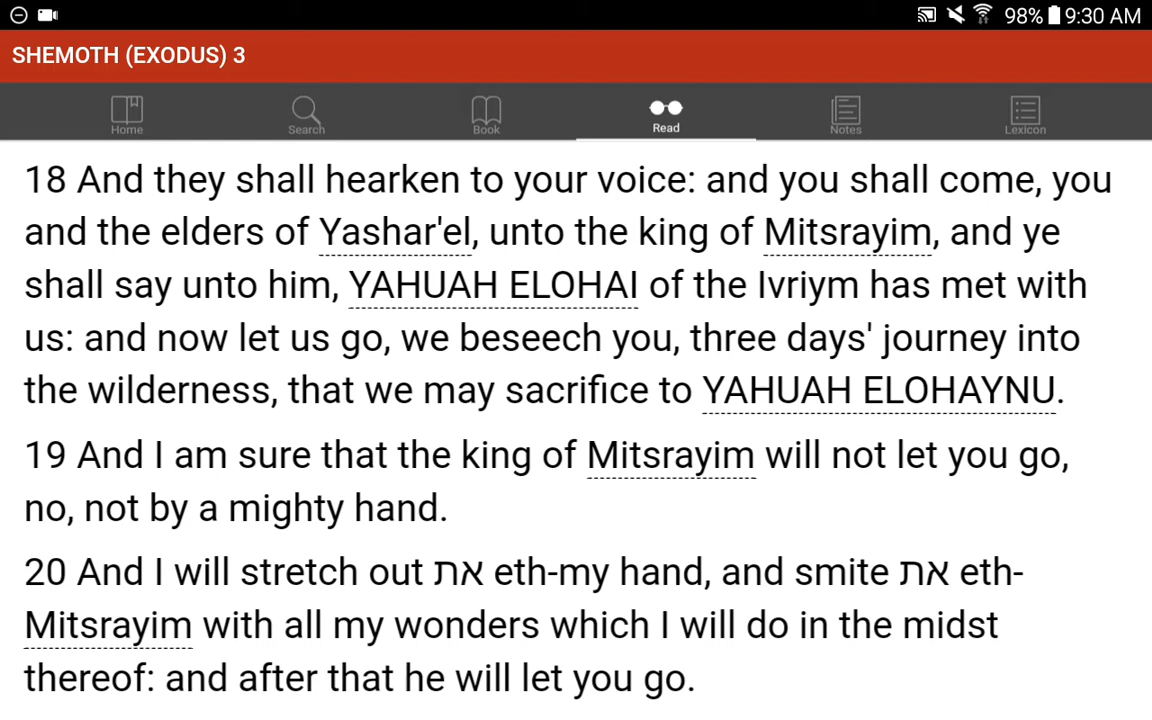 98% 9:30 AM
SHEMOTH (EXODUS) 3
Home Search Book Read Notes Lexicon
18 And they shall hearken to your voice: and you shall come, you
and the elders of Yashar'el, unto the king of Mitsrayim, and ye
shall say unto him, YAHUAH ELOHAI of the Ivriym has met with
us: and now let us go, we beseech you, three days' journey into
the wilderness, that we may sacrifice to YAHUAH ELOHAYNU.
19 And I am sure that the king of Mitsrayim will not let you go,
no, not by a mighty hand.
20 And I will stretch out את eth-my hand, and smite את eth-
Mitsrayim with all my wonders which I will do in the midst
thereof: and after that he will let you go.